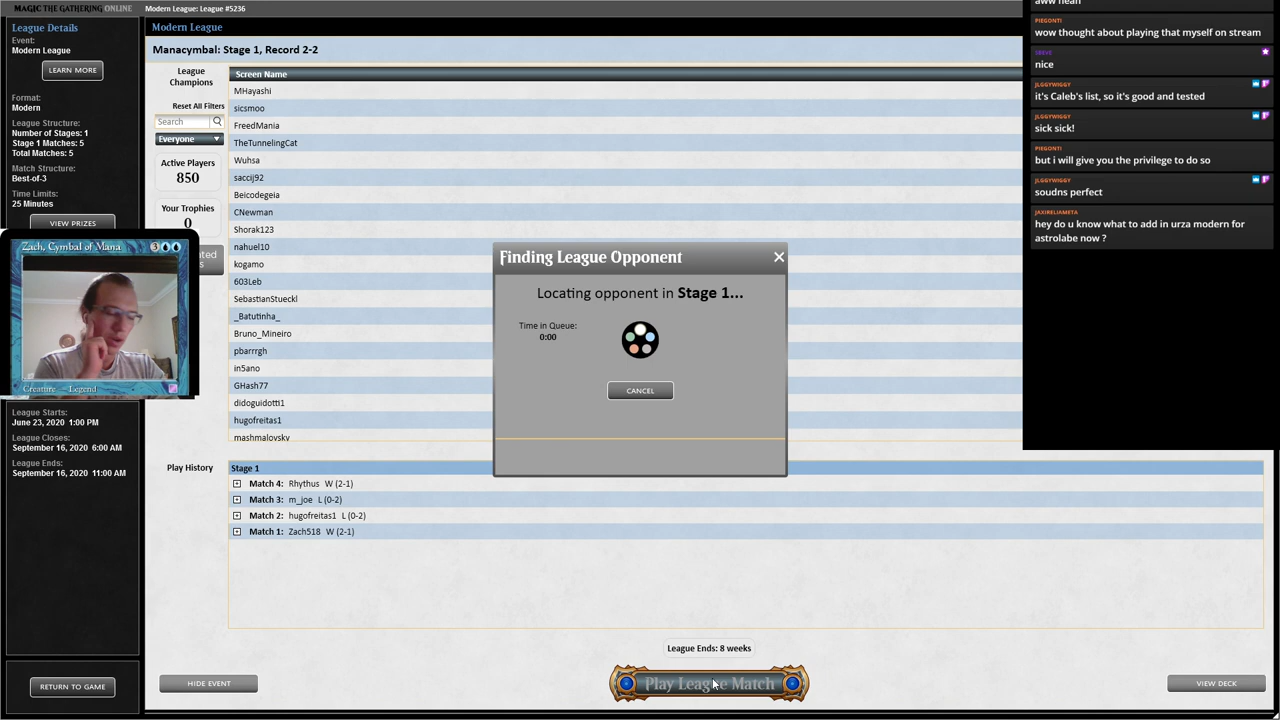 MAGIC THE GATHERING ONLINE
Modern League: League #5236
League Details
Event:
Modern League
LEARN MORE
Format:
Modern
League Structure:
Number of Stages: 1
Stage 1 Matches: 5
Total Matches: 5
Match Structure:
Best-of-3
Time Limits:
25 Minutes
VIEW PRIZES
Zach, Cymbal of Mana
3
Creature — Legend
League Starts:
June 23, 2020 1:00 PM
League Closes:
September 16, 2020 6:00 AM
League Ends:
September 16, 2020 11:00 AM
RETURN TO GAME
Modern League
Manacymbal: Stage 1, Record 2-2
League
Champions
Reset All Filters
Search
Everyone
Active Players
850
Your Trophies
0
Screen Name
MHayashi
sicsmoo
FreedMania
TheTunnelingCat
Wuhsa
saccij92
Beicodegeia
CNewman
Shorak123
nahuel10
kogamo
603Leb
SebastianStueckl
_Batutinha_
Bruno_Mineiro
pbarrrgh
in5ano
GHash77
didoguidotti1
hugofreitas1
mashmalovsky
Finding League Opponent
Locating opponent in Stage 1...
Time in Queue:
0:00
CANCEL
Play History
Stage 1
Match 4: Rhythus W (2-1)
Match 3: m_joe L (0-2)
Match 2: hugofreitas1 L (0-2)
Match 1: Zach518 W (2-1)
League Ends: 8 weeks
HIDE EVENT
Play League Match
VIEW DECK
PIEGONTI
wow thought about playing that myself on stream
nice
JLGGYWIGGY
it's Caleb's list, so it's good and tested
JLGGYWIGGY
sick sick!
PIEGONTI
but i will give you the privilege to do so
JLGGYWIGGY
soudns perfect
JAXIRELIAMETA
hey do u know what to add in urza modern for
astrolabe now ?